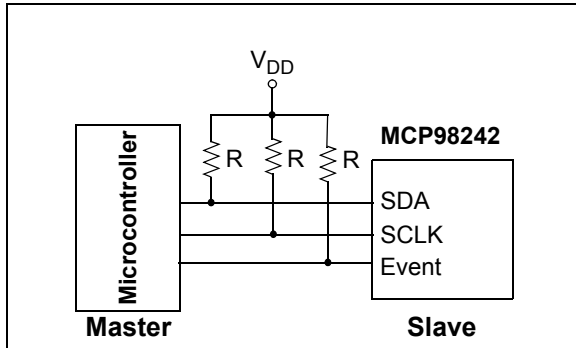 VDD
MCP98242
R
R
R
Microcontroller
SDA
SCLK
Event
Master
Slave